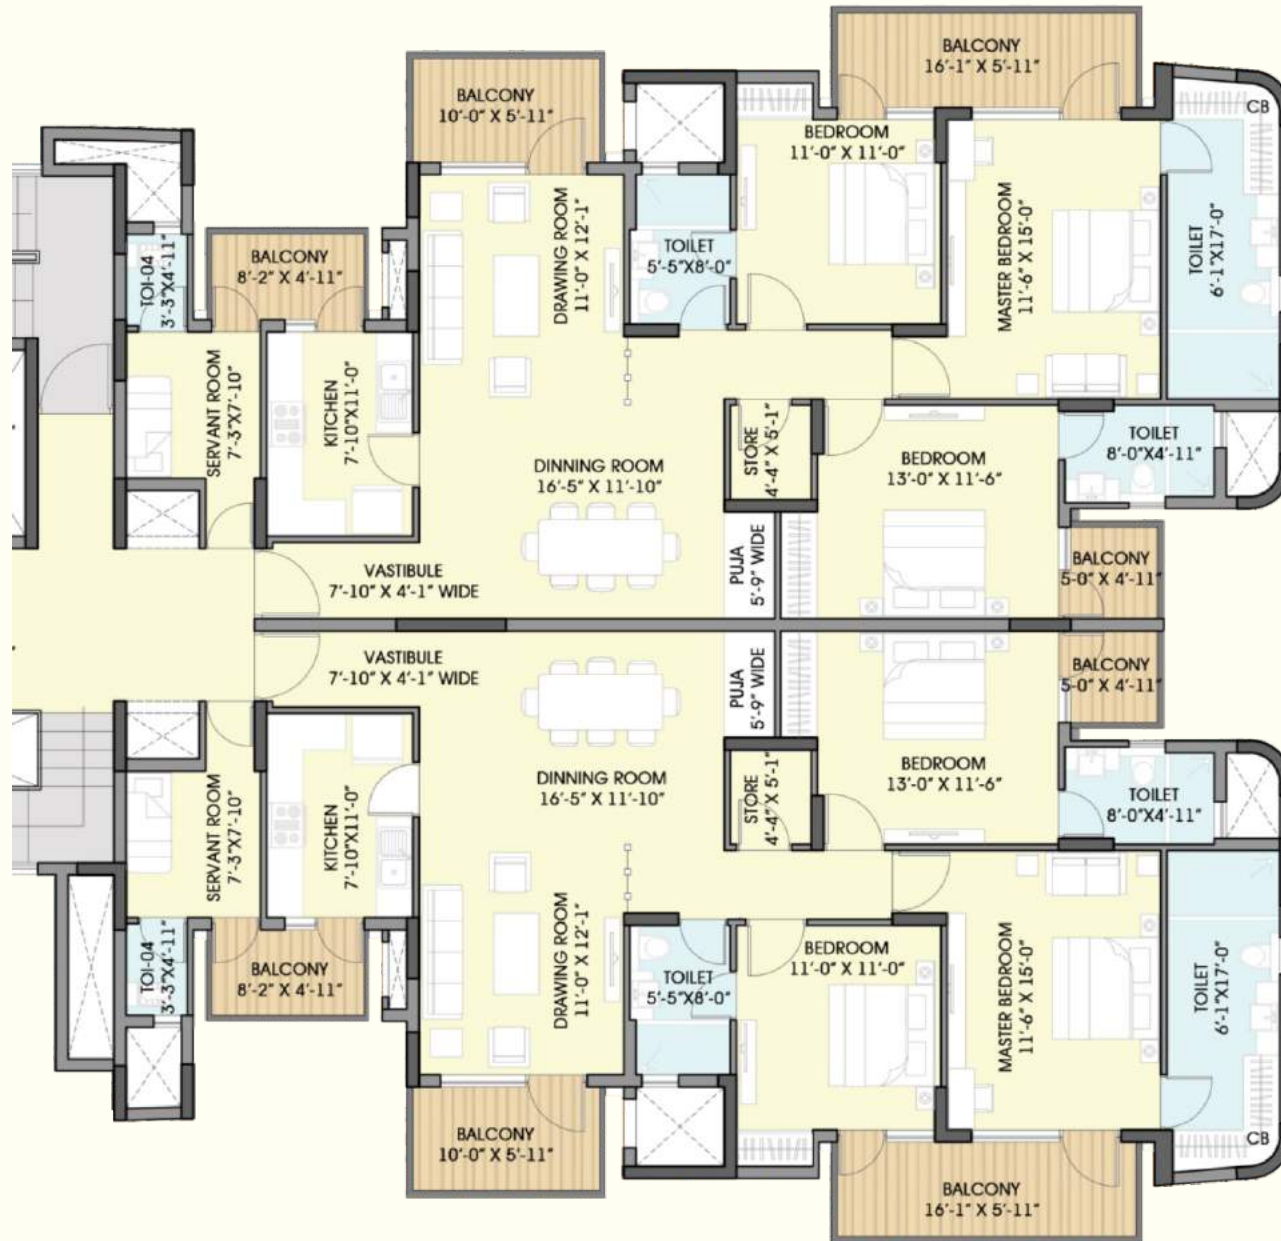 BALCONY
16'-1" X 5'-11"
BALCONY
10'-0" X 5'-11"
CB
BEDROOM
11'-0" X 11'-0"
DRAWING ROOM
11'-0" X 12'-1"
MASTER BEDROOM
11'-6" X 15'-0"
TOILET
6'-1"X17'-0"
TOILET
5'-5"X8'-0"
BALCONY
8'-2" X 4'-11"
TOI-04
3'-3"X4'-11"
SERVANT ROOM
7'-3"X7'-10"
KITCHEN
7'-10"X11'-0"
STORE
4'-4" X 5'-1"
TOILET
8'-0"X4'-11"
DINNING ROOM
16'-5" X 11'-10"
BEDROOM
13'-0" X 11'-6"
PUJA
5'-9" WIDE
BALCONY
5-0" X 4'-11"
VASTIBULE
7'-10" X 4'-1" WIDE
VASTIBULE
7'-10" X 4'-1" WIDE
PUJA
5'-9" WIDE
BALCONY
5-0" X 4'-11"
DINNING ROOM
16'-5" X 11'-10"
BEDROOM
13'-0" X 11'-6"
STORE
4'-4" X 5'-1"
TOILET
8'-0"X4'-11"
SERVANT ROOM
7'-3"X7'-10"
KITCHEN
7'-10"X11'-0"
TOI-04
3'-3"X4'-11"
BALCONY
8'-2" X 4'-11"
DRAWING ROOM
11'-0" X 12'-1"
TOILET
5'-5"X8'-0"
BEDROOM
11'-0" X 11'-0"
MASTER BEDROOM
11'-6" X 15'-0"
TOILET
6'-1"X17'-0"
CB
BALCONY
10'-0" X 5'-11"
BALCONY
16'-1" X 5'-11"